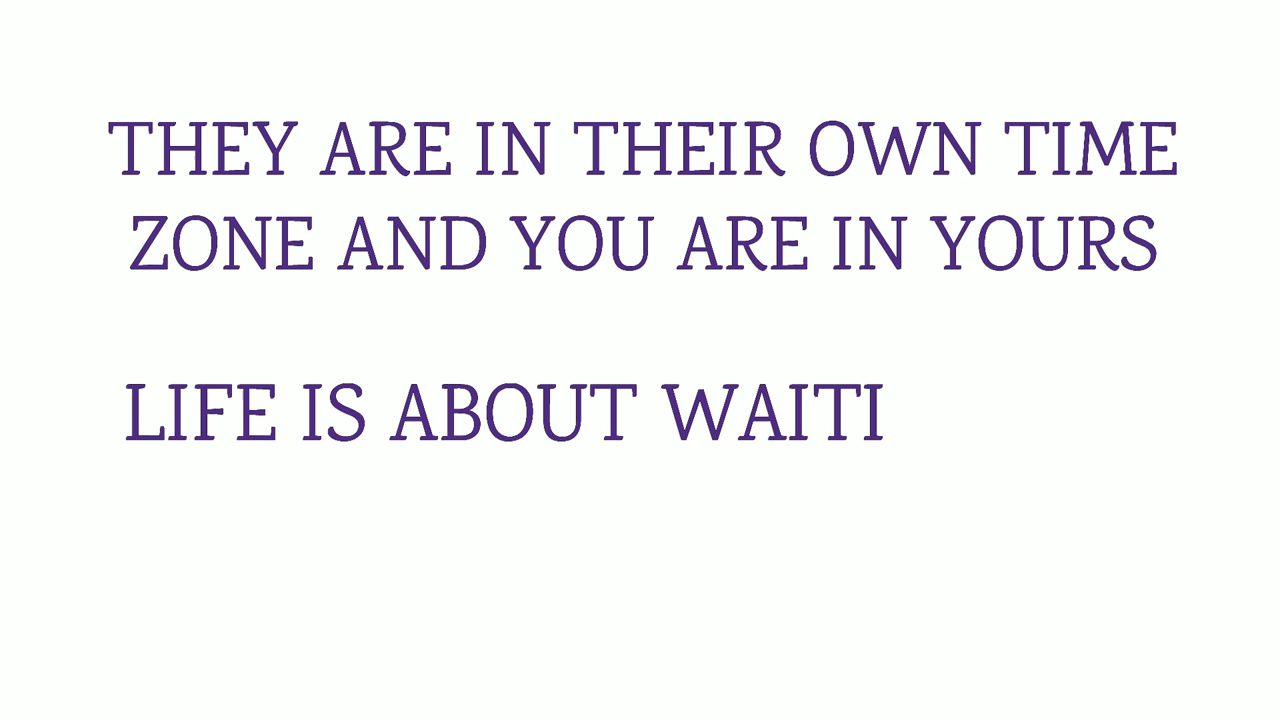 THEY ARE IN THEIR OWN TIME
ZONE AND YOU ARE IN YOURS
LIFE IS ABOUT WAITI